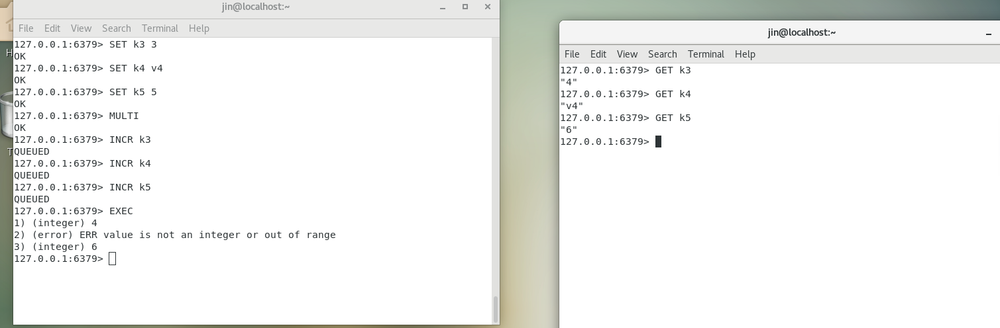 jin@localhost:~
File Edit View Search Terminal Help
127.0.0.1:6379> SET k3 3
OK
127.0.0.1:6379> SET k4 v4
OK
127.0.0.1:6379> SET k5 5
OK
127.0.0.1:6379> MULTI
OK
127.0.0.1:6379> INCR k3
QUEUED
127.0.0.1:6379> INCR k4
QUEUED
127.0.0.1:6379> INCR k5
QUEUED
127.0.0.1:6379> EXEC
1) (integer) 4
2) (error) ERR value is not an integer or out of range
3) (integer) 6
127.0.0.1:6379>
jin@localhost:~
File Edit View Search Terminal Help
127.0.0.1:6379> GET k3
"4"
127.0.0.1:6379> GET k4
"v4"
127.0.0.1:6379> GET k5
"6"
127.0.0.1:6379>